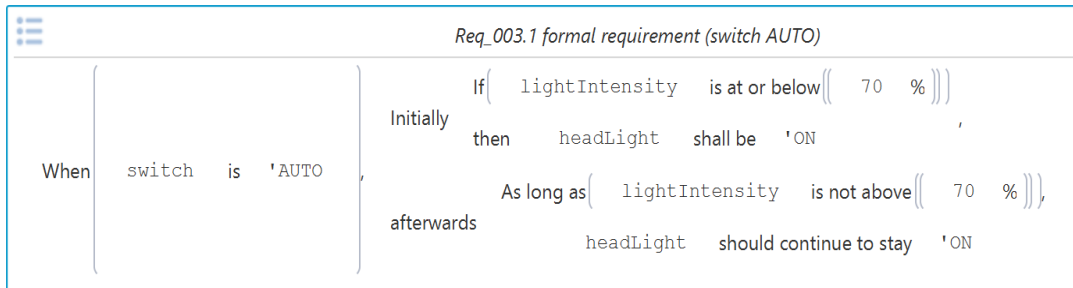 Req_003.1 formal requirement (switch AUTO)
If( lightIntensity is at or below(( 70 % )))
Initially ,
then headLight shall be 'ON
When( switch is 'AUTO ),
As long as( lightIntensity is not above(( 70 % ))),
afterwards
headLight should continue to stay 'ON